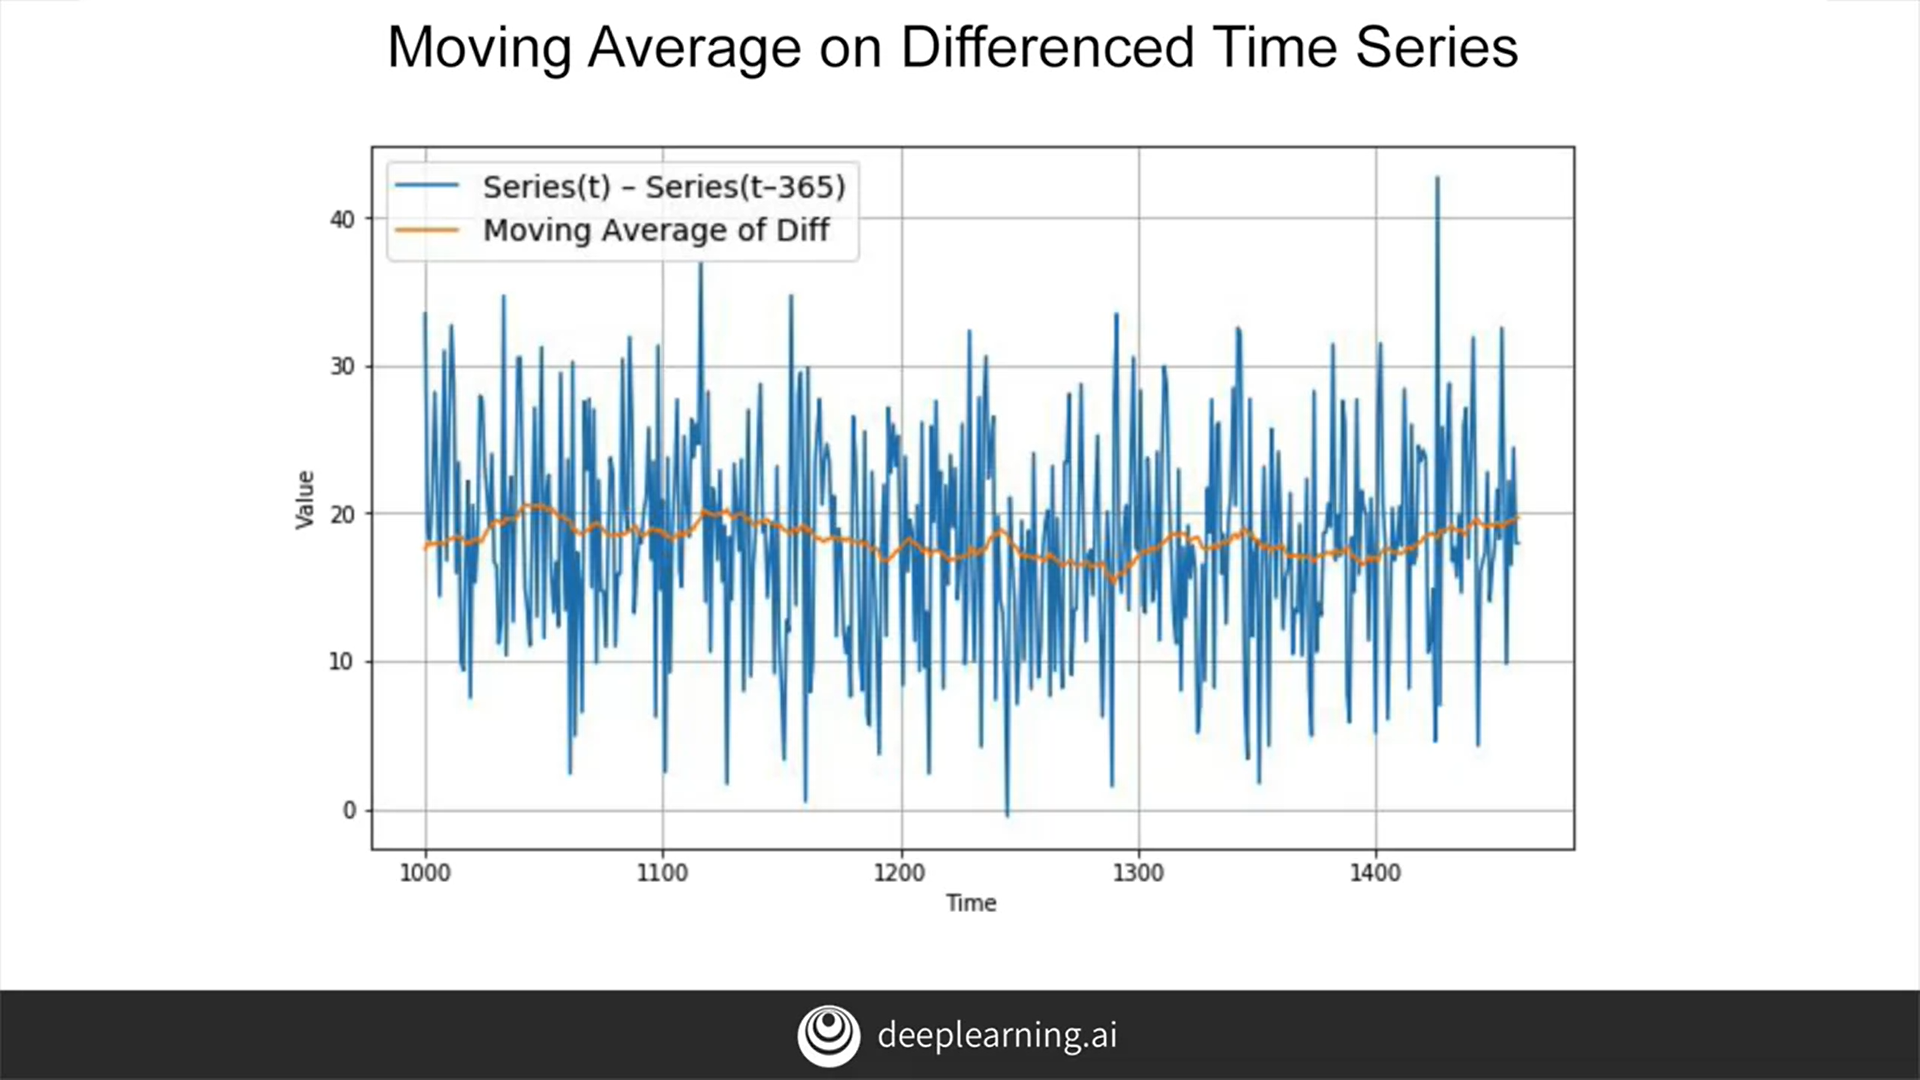 Moving Average on Differenced Time Series
Series(t) – Series(t–365)
Moving Average of Diff
40
30
20
10
0
Value
1000 1100 1200 1300 1400
Time
deeplearning.ai